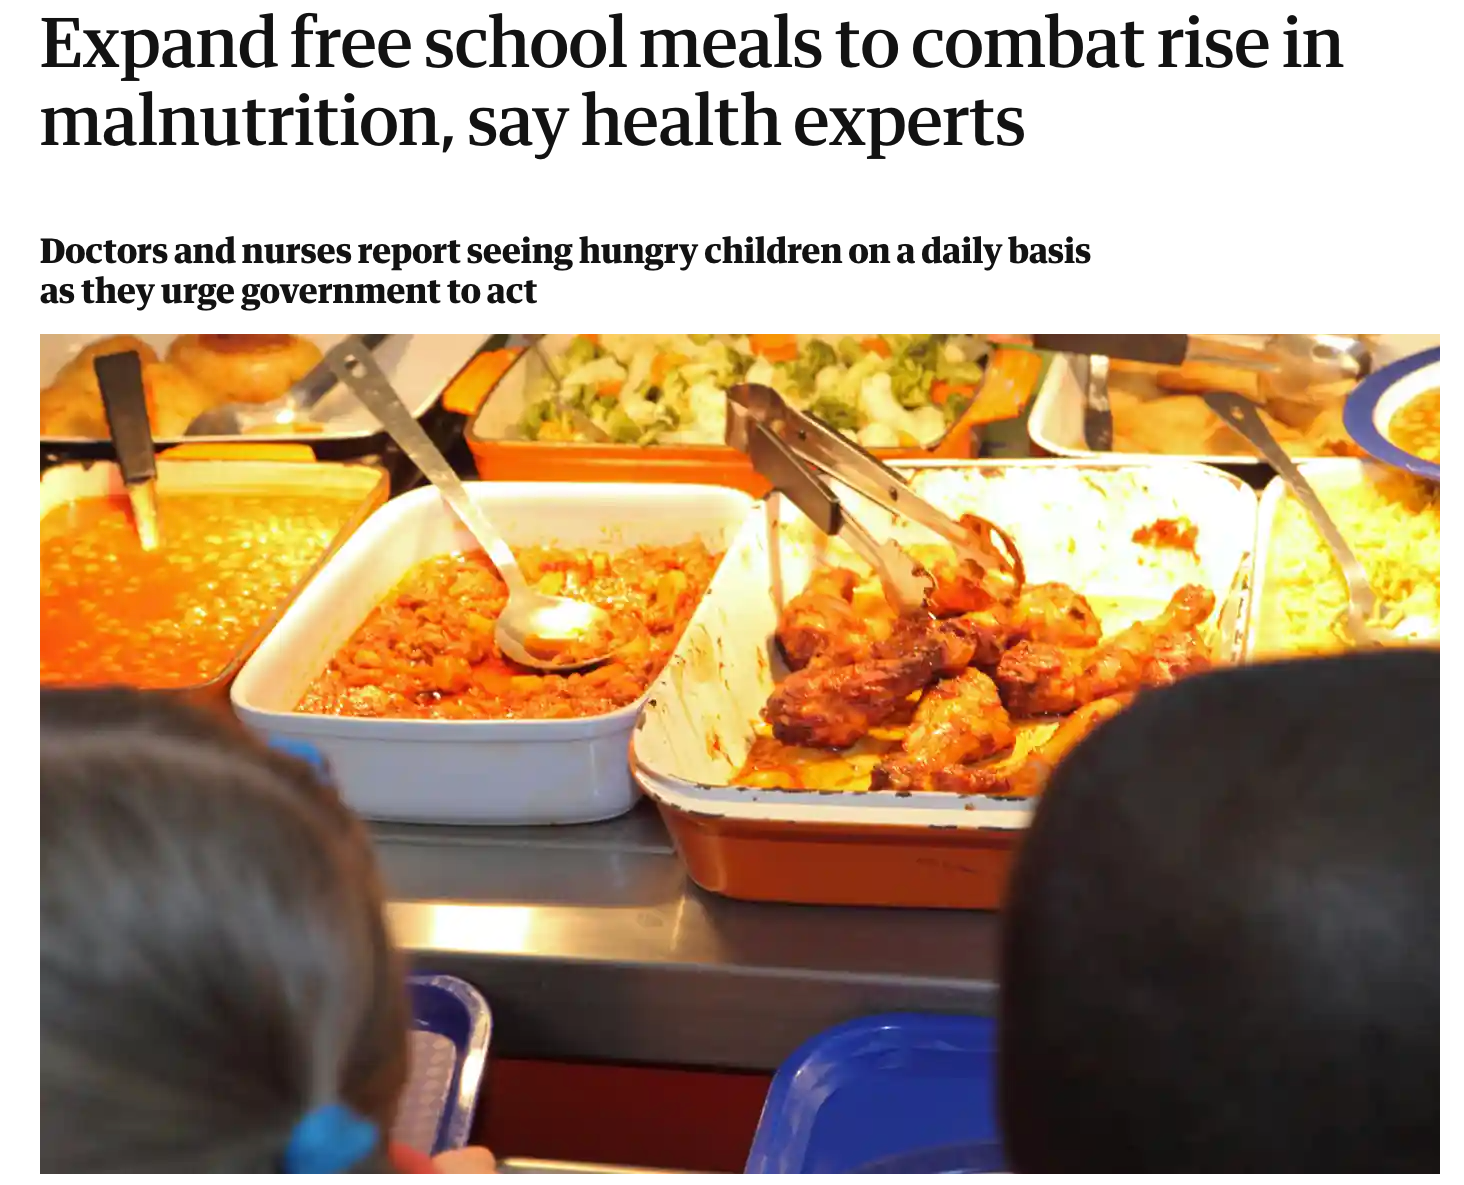 Expand free school meals to combat rise in
malnutrition, say health experts
Doctors and nurses report seeing hungry children on a daily basis
as they urge government to act